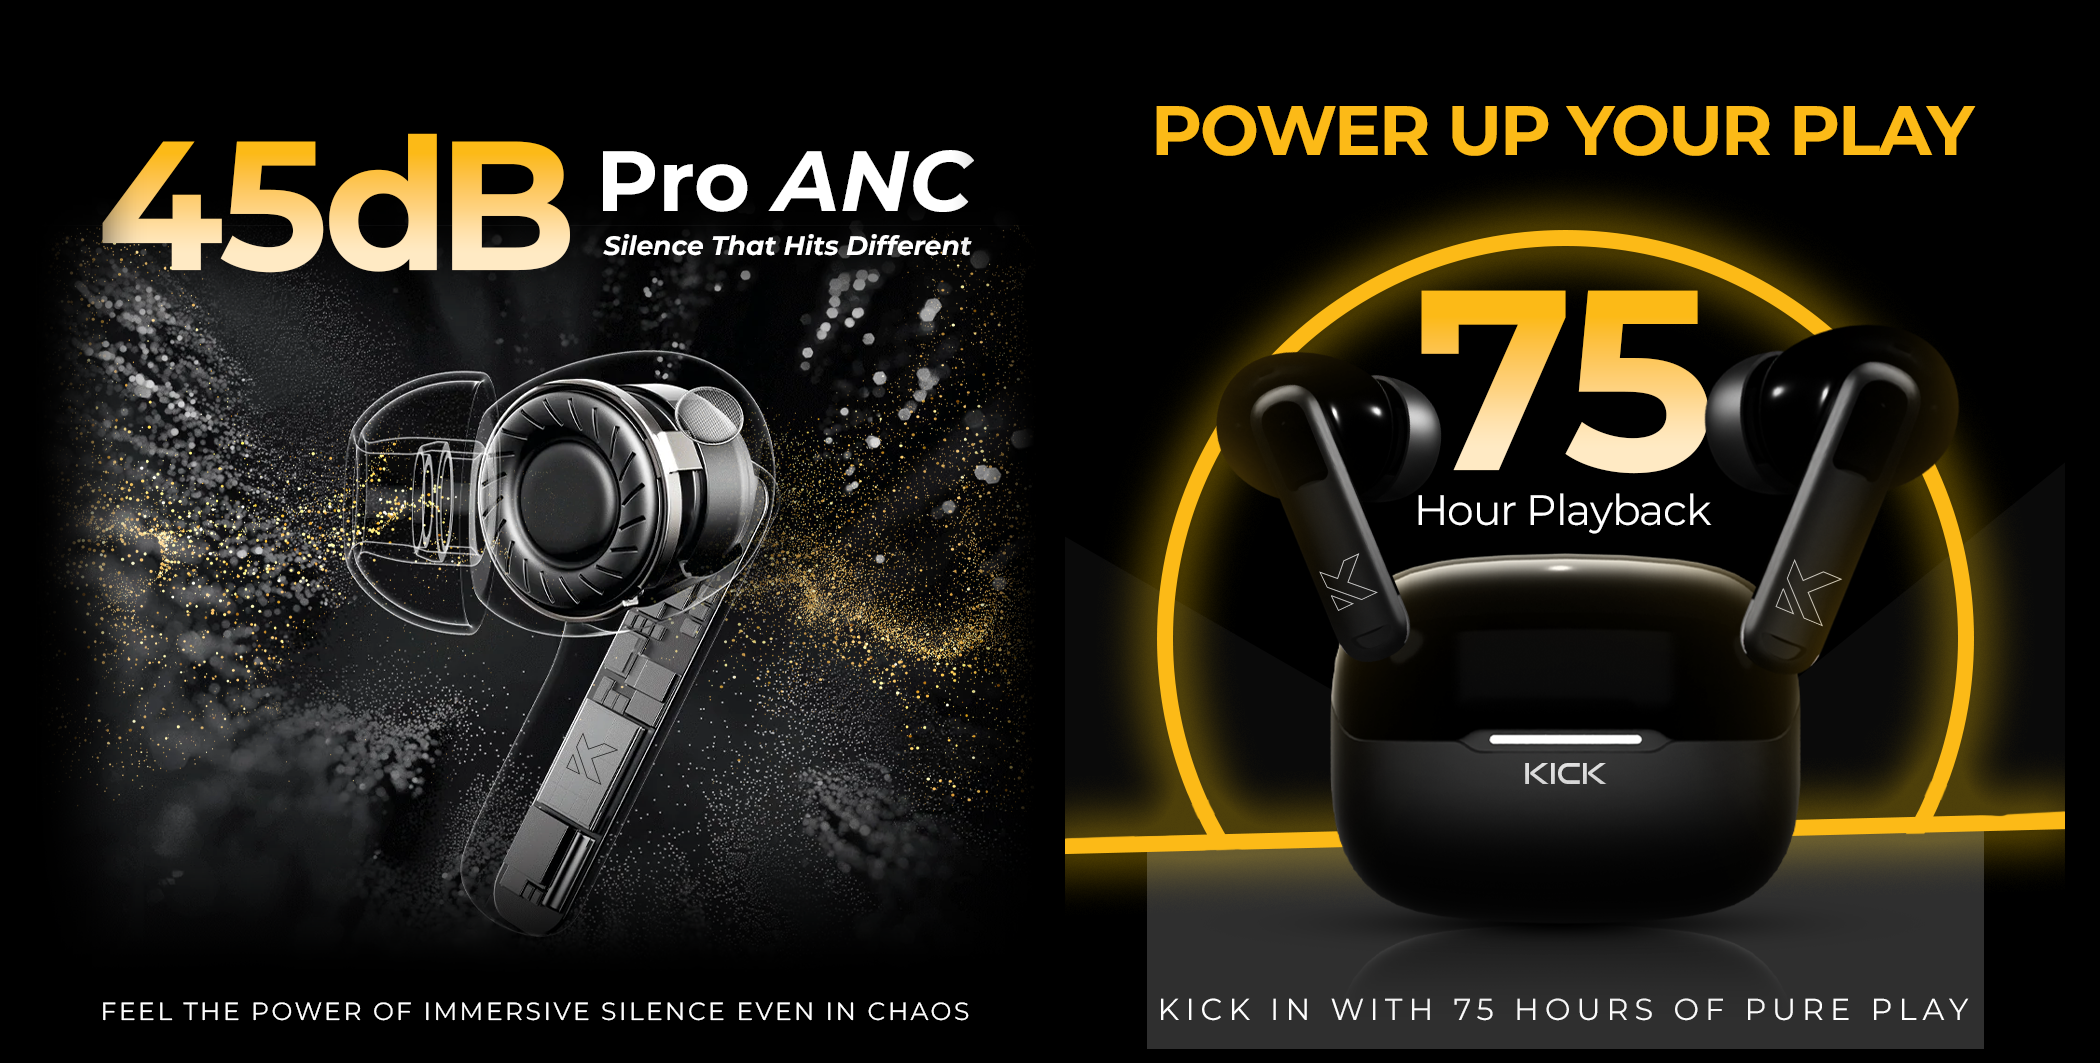 45dB Pro ANC
Silence That Hits Different
FEEL THE POWER OF IMMERSIVE SILENCE EVEN IN CHAOS
POWER UP YOUR PLAY
75
Hour Playback
KICK
KICK IN WITH 75 HOURS OF PURE PLAY